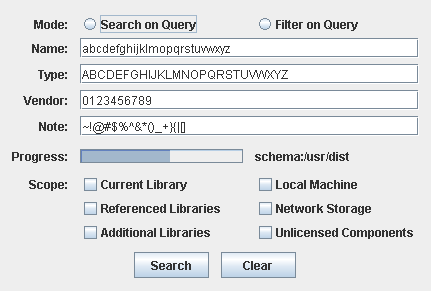 Mode: Search on Query Filter on Query
Name: abcdefghijklmopqrstuvwxyz
Type: ABCDEFGHIJKLMNOPQRSTUVWXYZ
Vendor: 0123456789
Note: ~!@#$%^&*()_+}{|[]
Progress: schema:/usr/dist
Scope: Current Library Local Machine
Referenced Libraries Network Storage
Additional Libraries Unlicensed Components
Search Clear